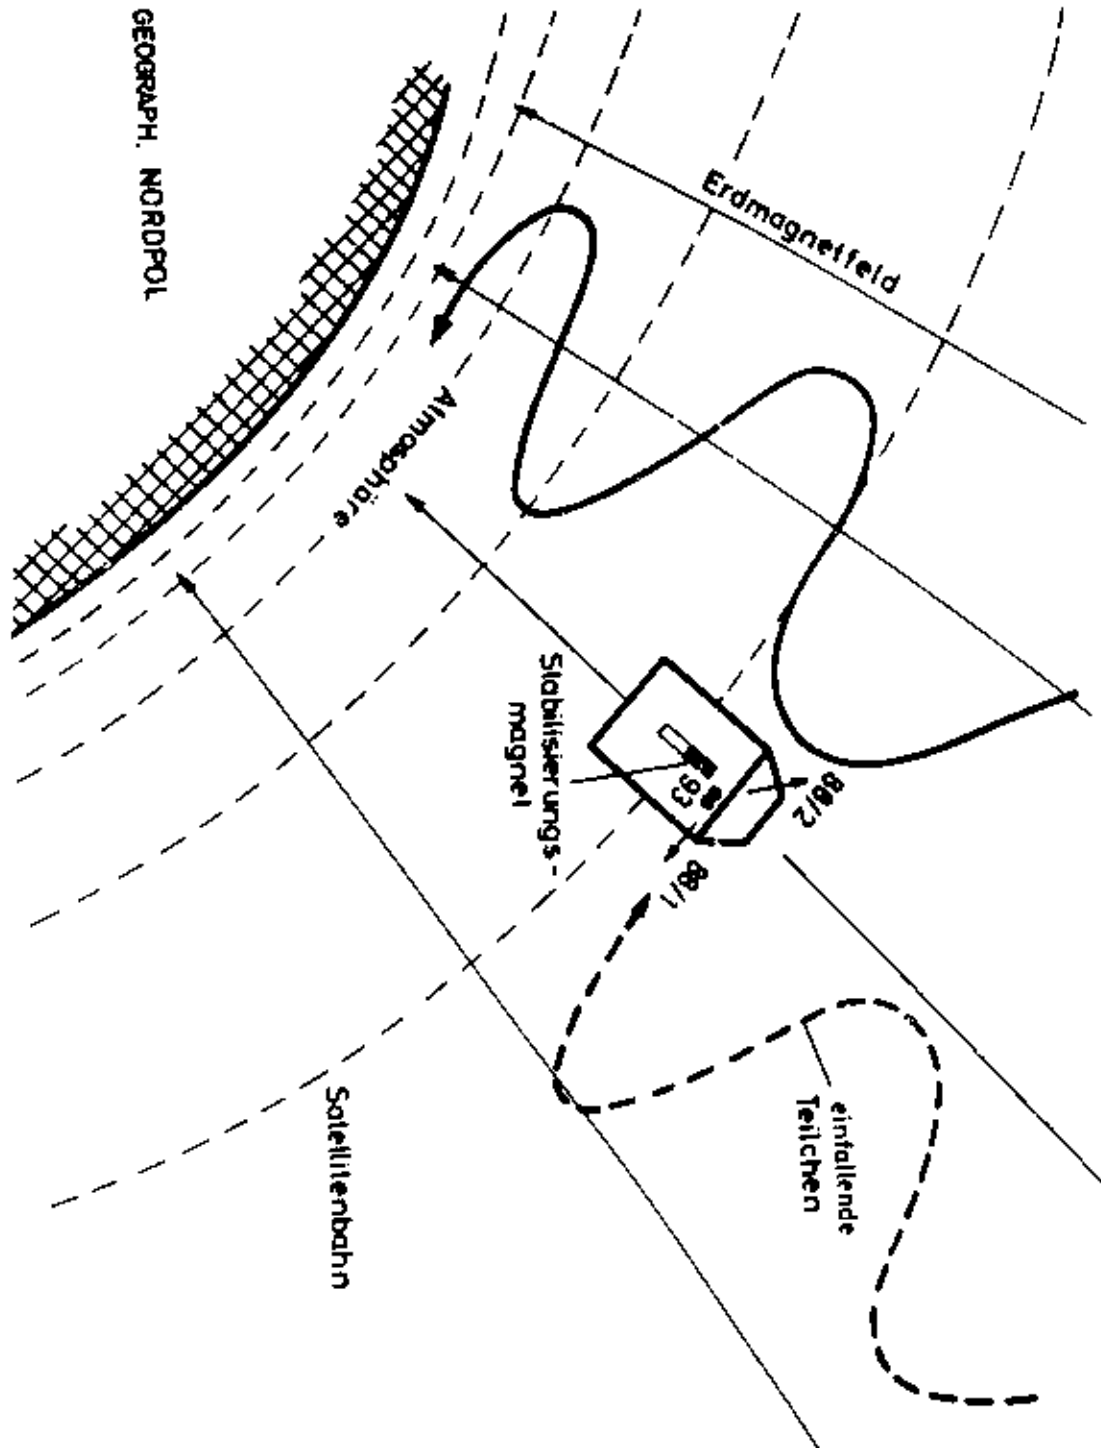 GEOGRAPH. NORDPOL
Erdmagnetfeld
Atmosphäre
Stabilisierungs-
magnet
93
88/2
88/1
einfallende
Teilchen
Satellitenbahn